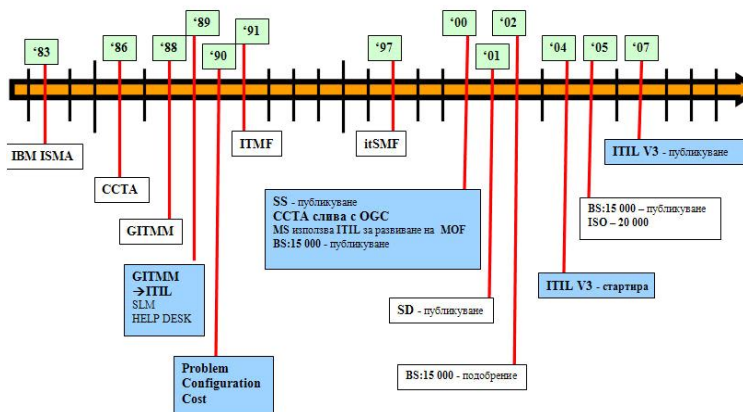 ‘83
‘86
‘88
‘89
‘90
‘91
‘97
‘00
‘01
‘02
‘04
‘05
‘07
IBM ISMA
CCTA
GITMM
GITMM
→ITIL
SLM
HELP DESK
Problem
Configuration
Cost
ITMF
itSMF
SS - публикуване
CCTA слива с OGC
MS използва ITIL за развиване на MOF
BS:15 000 - публикуване
SD - публикуване
BS:15 000 - подобрение
ITIL V3 - стартира
BS:15 000 – публикуване
ISO – 20 000
ITIL V3 - публикуване